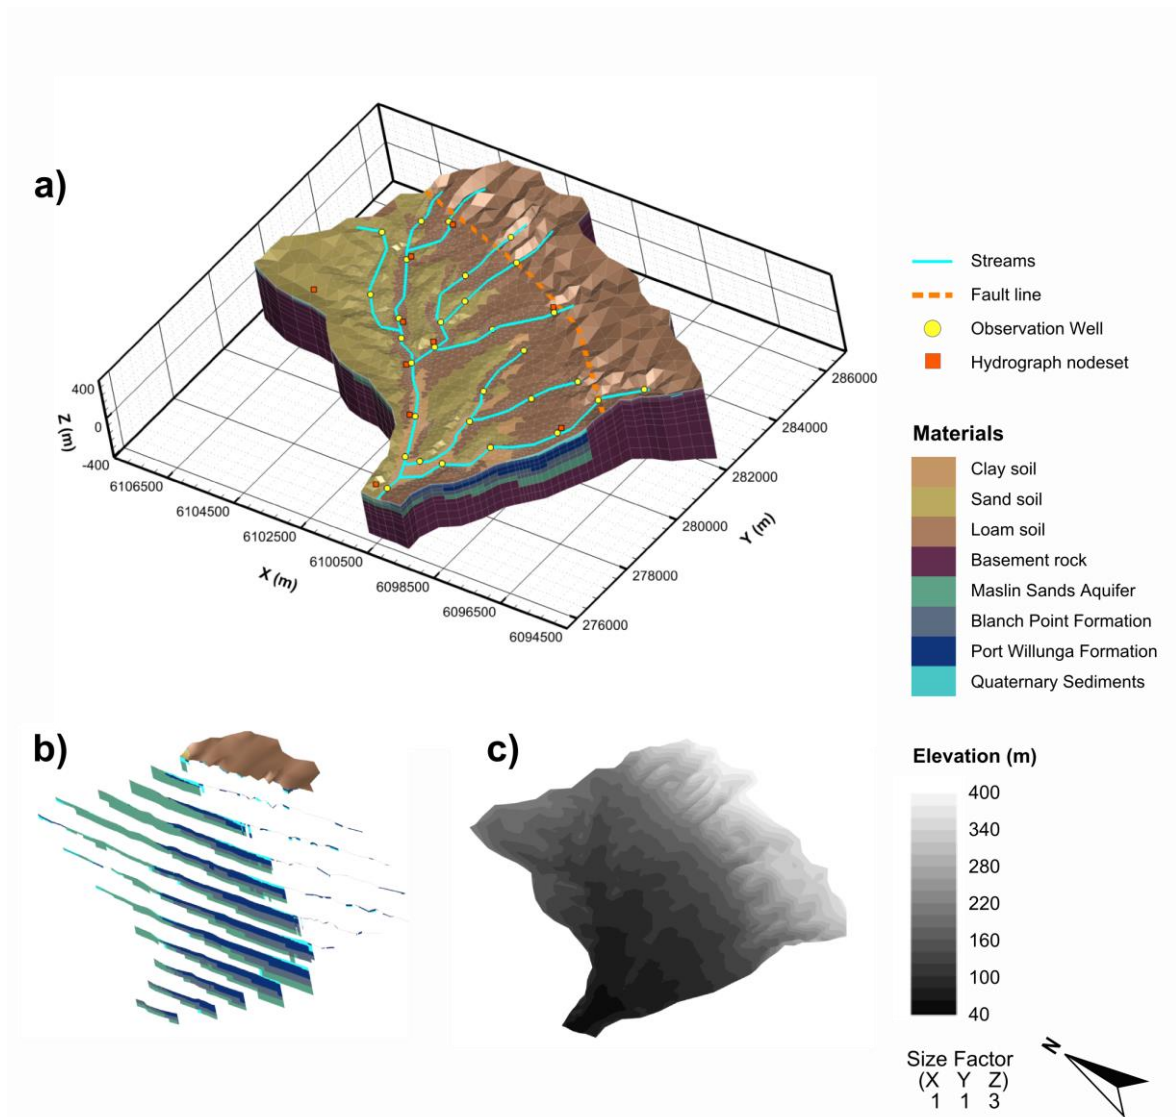 a)
Z (m)
400
0
-400
6106500
6104500
6102500
6100500
6098500
6096500
6094500
X (m)
276000
278000
280000
282000
284000
286000
Y (m)
Streams
Fault line
Observation Well
Hydrograph nodeset
Materials
Clay soil
Sand soil
Loam soil
Basement rock
Maslin Sands Aquifer
Blanch Point Formation
Port Willunga Formation
Quaternary Sediments
b)
c)
Elevation (m)
400
340
280
220
160
100
40
N
Size Factor
(X Y Z)
1 1 3